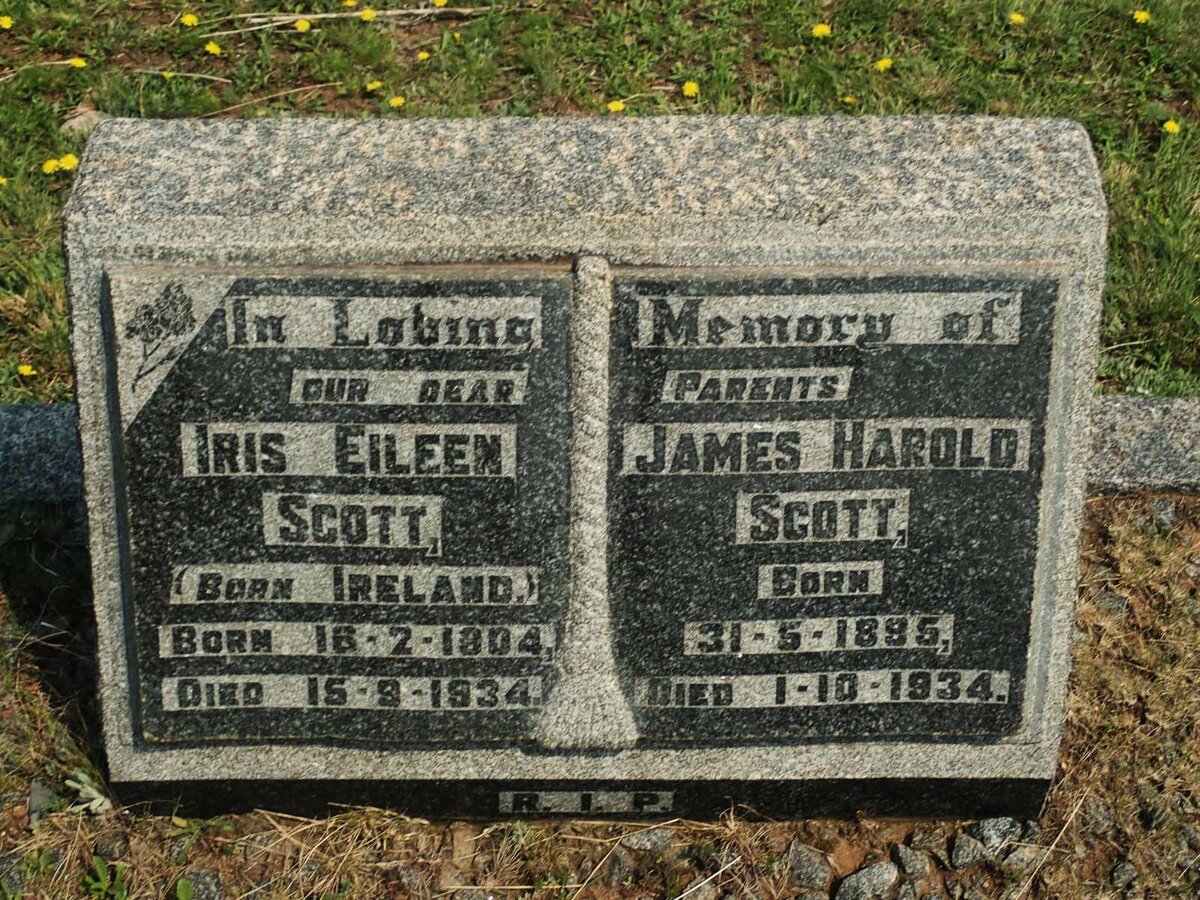 In Loving
OUR DEAR
IRIS EILEEN
SCOTT,
(BORN IRELAND.)
BORN 16-2-1904,
DIED 15-9-1934.
Memory of
PARENTS
JAMES HAROLD
SCOTT,
BORN
31-5-1895,
DIED 1-10-1934.
R. I. P.